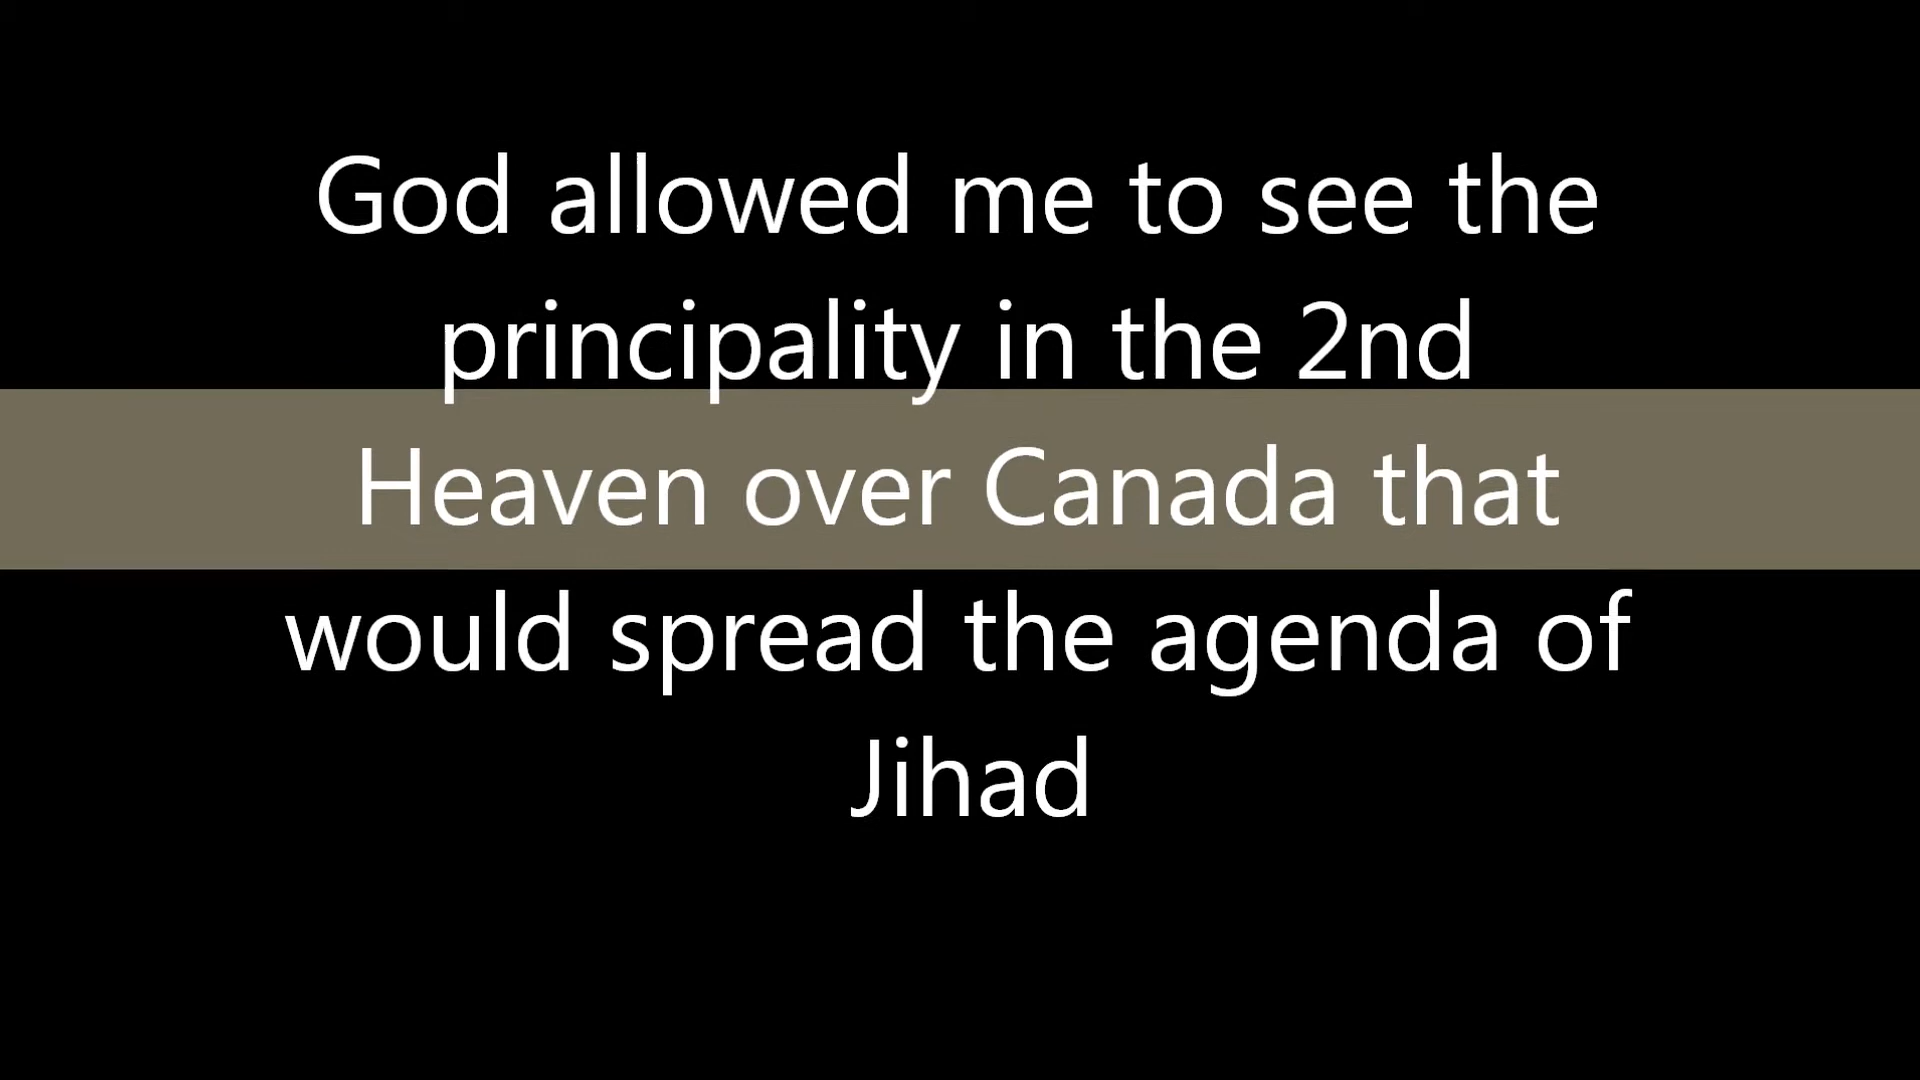 God allowed me to see the
principality in the 2nd
Heaven over Canada that
would spread the agenda of
Jihad